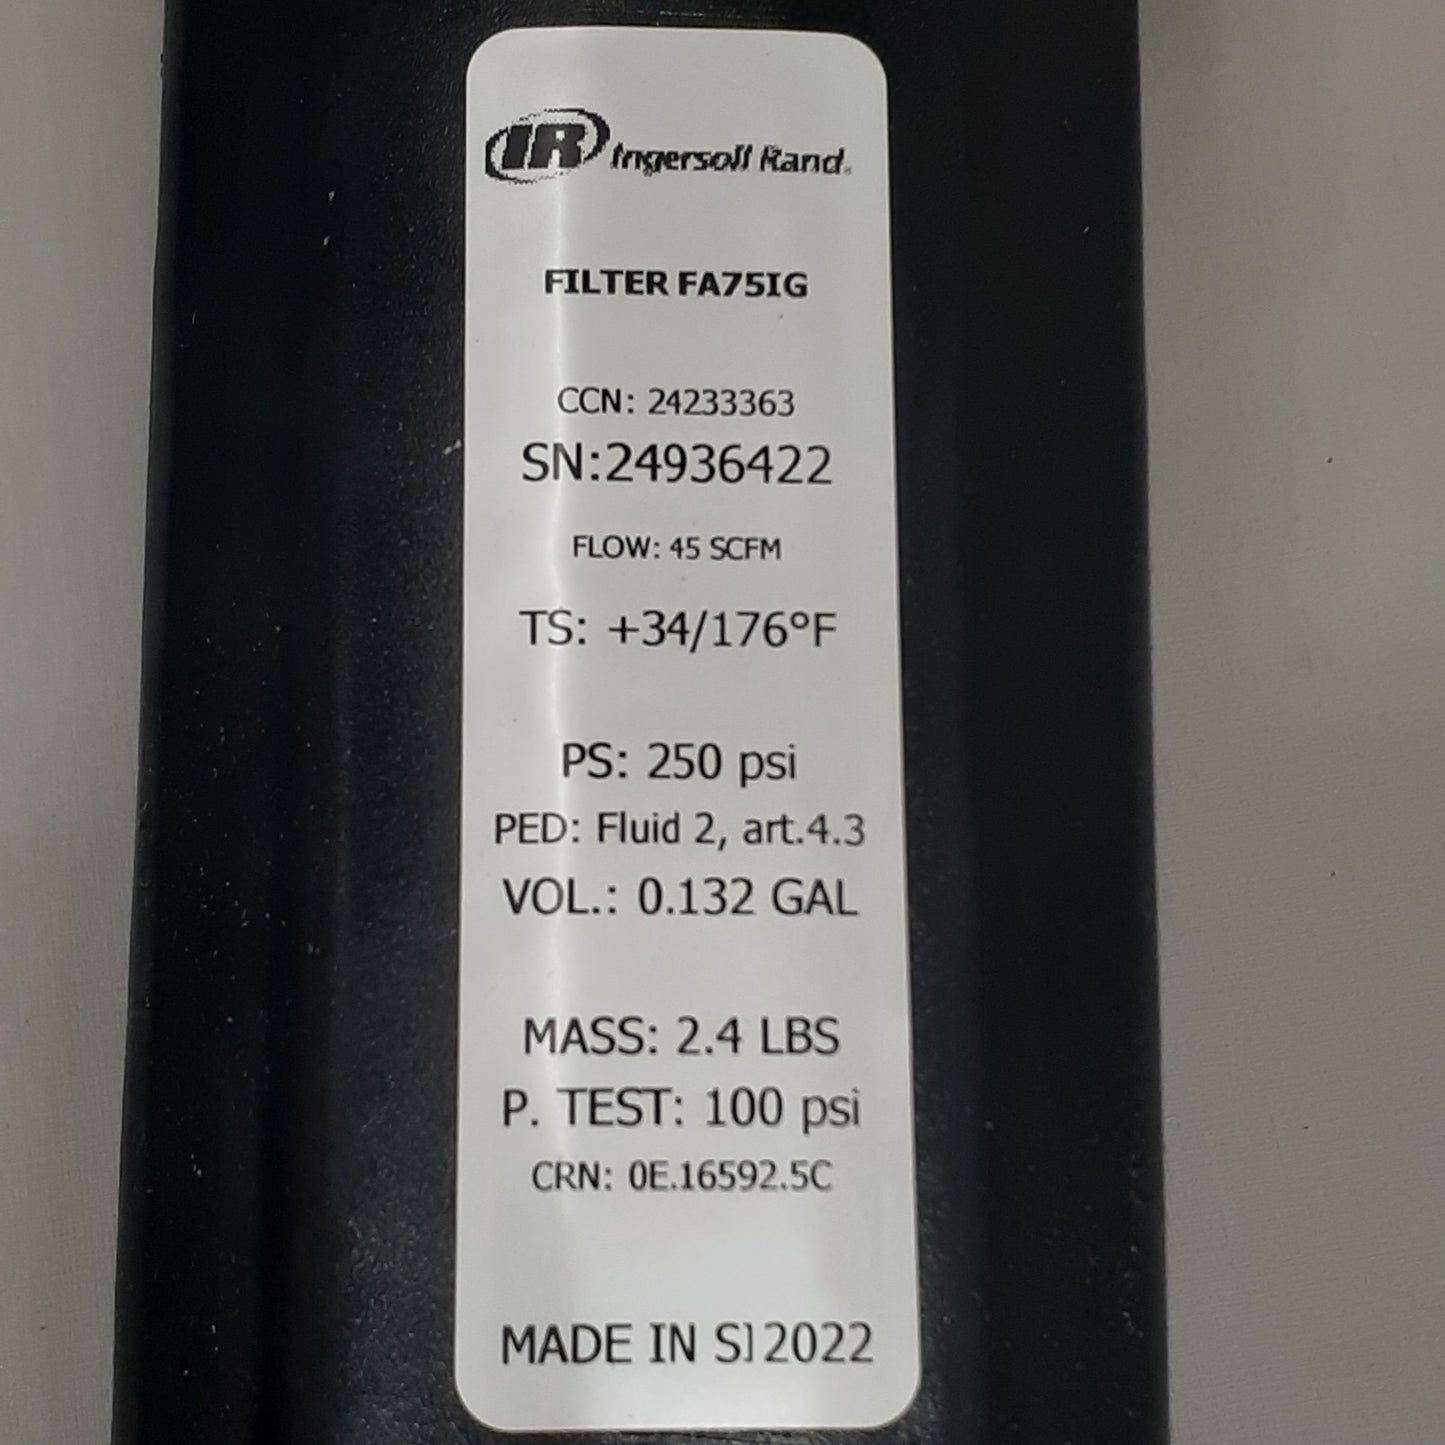 IR Ingersoll Rand®
FILTER FA75IG
CCN: 24233363
SN:24936422
FLOW: 45 SCFM
TS: +34/176°F
PS: 250 psi
PED: Fluid 2, art.4.3
VOL.: 0.132 GAL
MASS: 2.4 LBS
P. TEST: 100 psi
CRN: 0E.16592.5C
MADE IN SI 2022